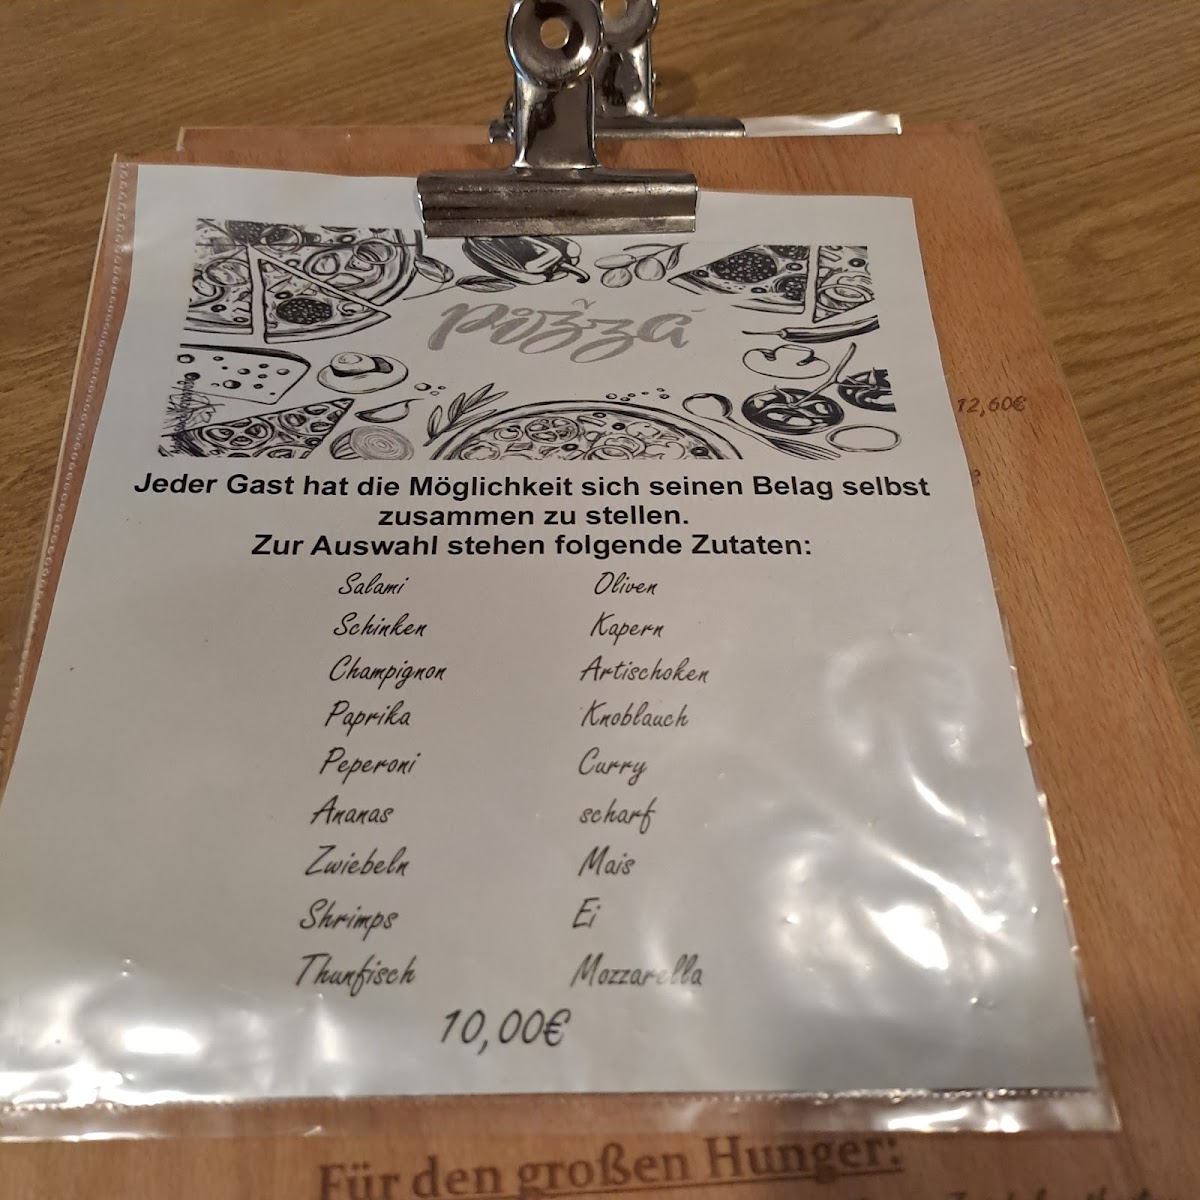 pizza
12,60€
Jeder Gast hat die Möglichkeit sich seinen Belag selbst
zusammen zu stellen.
Zur Auswahl stehen folgende Zutaten:
Salami Oliven
Schinken Kapern
Champignon Artischoken
Paprika Knoblauch
Peperoni Curry
Ananas scharf
Zwiebeln Mais
Shrimps Ei
Thunfisch Mozzarella
10,00€
Für den großen Hunger: